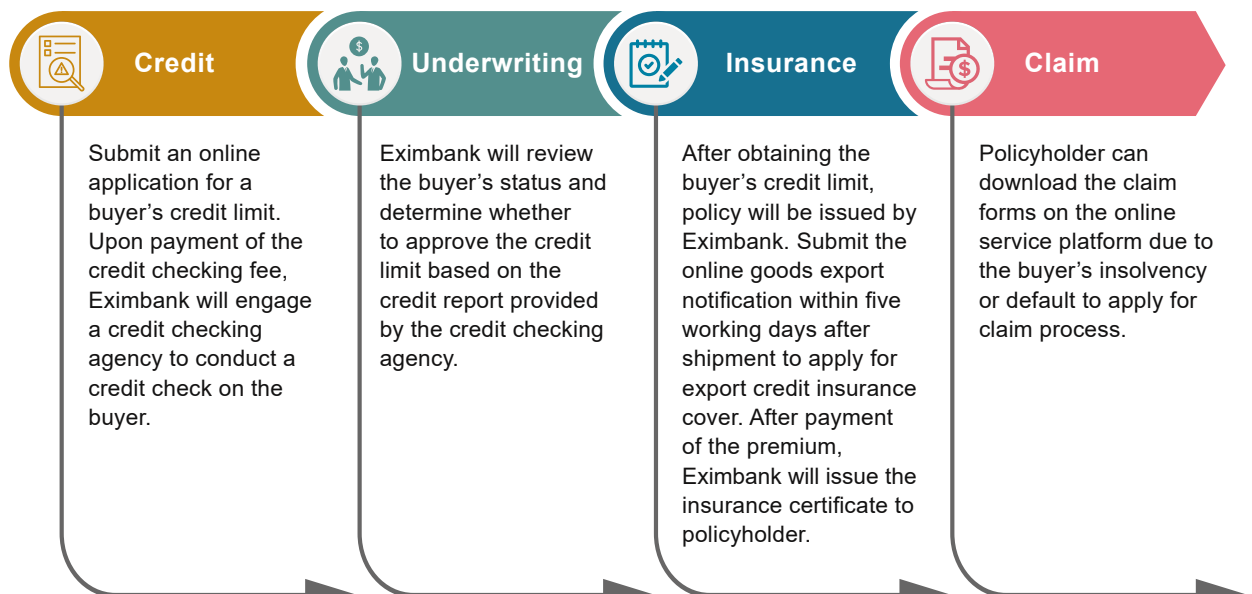 Credit
Submit an online
application for a
buyer’s credit limit.
Upon payment of the
credit checking fee,
Eximbank will engage
a credit checking
agency to conduct a
credit check on the
buyer.
Underwriting
Eximbank will review
the buyer’s status and
determine whether
to approve the credit
limit based on the
credit report provided
by the credit checking
agency.
Insurance
After obtaining the
buyer’s credit limit,
policy will be issued by
Eximbank. Submit the
online goods export
notification within five
working days after
shipment to apply for
export credit insurance
cover. After payment
of the premium,
Eximbank will issue the
insurance certificate to
policyholder.
Claim
Policyholder can
download the claim
forms on the online
service platform due to
the buyer’s insolvency
or default to apply for
claim process.